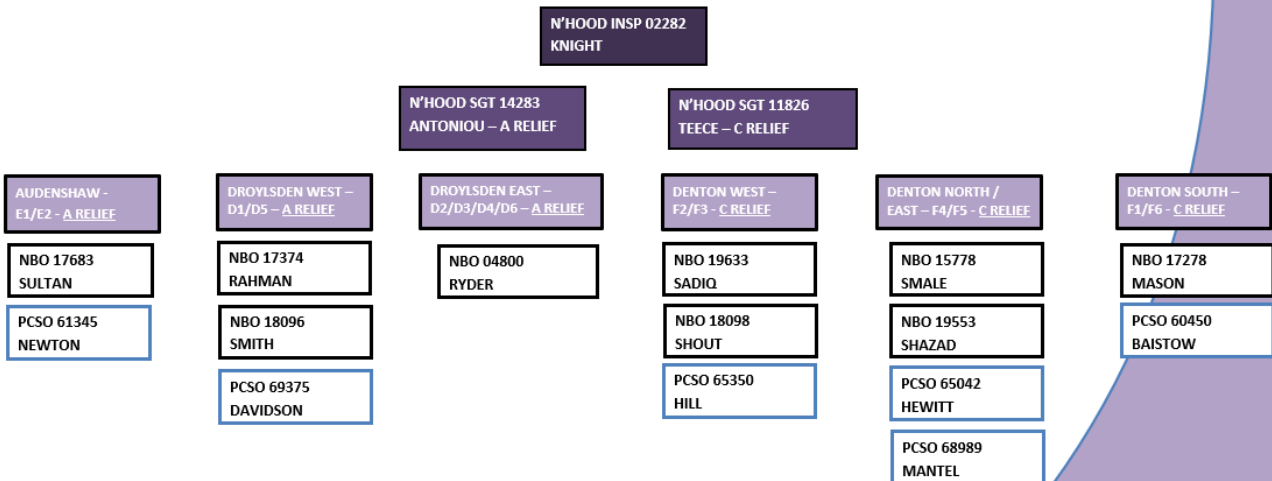 N'HOOD INSP 02282
KNIGHT
N'HOOD SGT 14283
ANTONIOU – A RELIEF
N'HOOD SGT 11826
TEECE – C RELIEF
AUDENSHAW -
E1/E2 - A RELIEF
NBO 17683
SULTAN
PCSO 61345
NEWTON
DROYLSDEN WEST –
D1/D5 – A RELIEF
NBO 17374
RAHMAN
NBO 18096
SMITH
PCSO 69375
DAVIDSON
DROYLSDEN EAST –
D2/D3/D4/D6 – A RELIEF
NBO 04800
RYDER
DENTON WEST –
F2/F3 - C RELIEF
NBO 19633
SADIQ
NBO 18098
SHOUT
PCSO 65350
HILL
DENTON NORTH /
EAST – F4/F5 - C RELIEF
NBO 15778
SMALE
NBO 19553
SHAZAD
PCSO 65042
HEWITT
PCSO 68989
MANTEL
DENTON SOUTH –
F1/F6 - C RELIEF
NBO 17278
MASON
PCSO 60450
BAISTOW